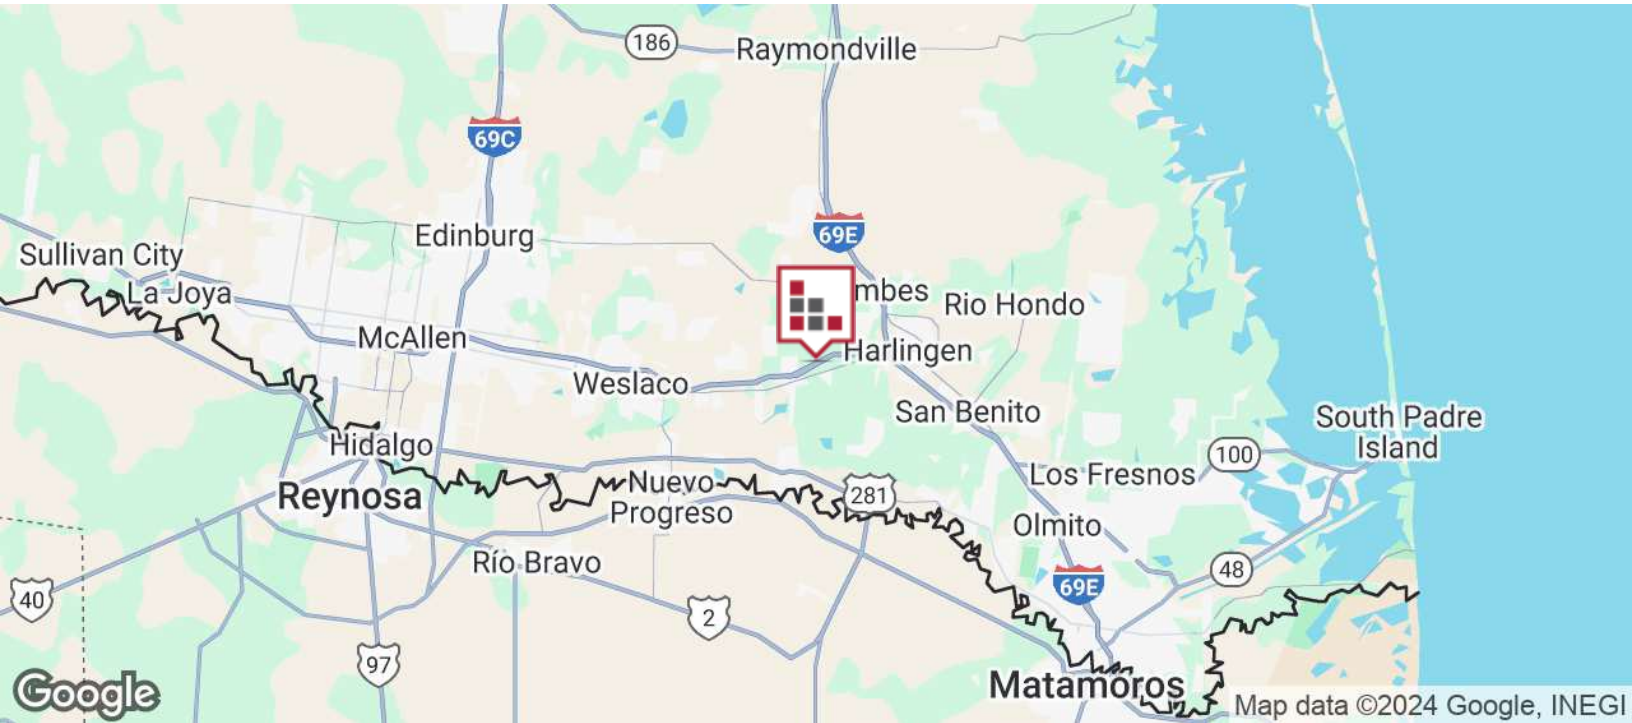 186
Raymondville
69C
Edinburg
69E
Sullivan City
La Joya
mbes
Rio Hondo
McAllen
Harlingen
Weslaco
San Benito
South Padre
Island
Hidalgo
100
Los Fresnos
Nuevo
Progreso
281
Reynosa
Olmito
Río Bravo
48
69E
40
2
97
Matamoros
Google
Map data ©2024 Google, INEGI